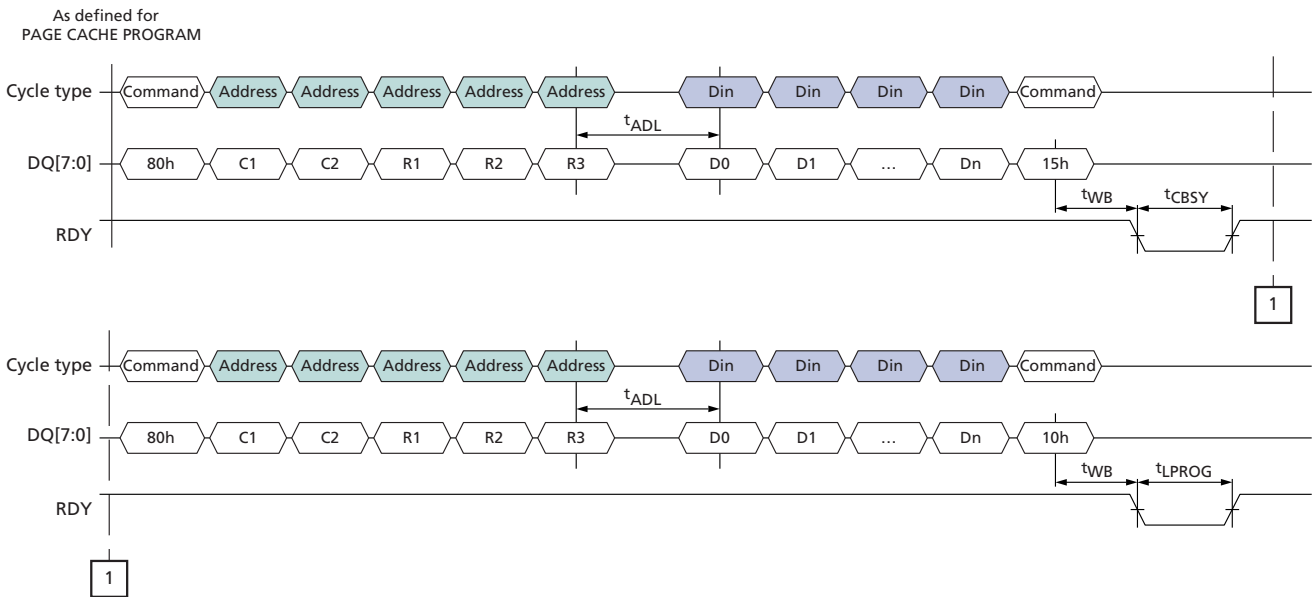 As defined for
PAGE CACHE PROGRAM
Cycle type Command Address Address Address Address Address Din Din Din Din Command
tADL
DQ[7:0] 80h C1 C2 R1 R2 R3 D0 D1 … Dn 15h
tWB tCBSY
RDY
1
Cycle type Command Address Address Address Address Address Din Din Din Din Command
tADL
DQ[7:0] 80h C1 C2 R1 R2 R3 D0 D1 … Dn 10h
tWB tLPROG
RDY
1